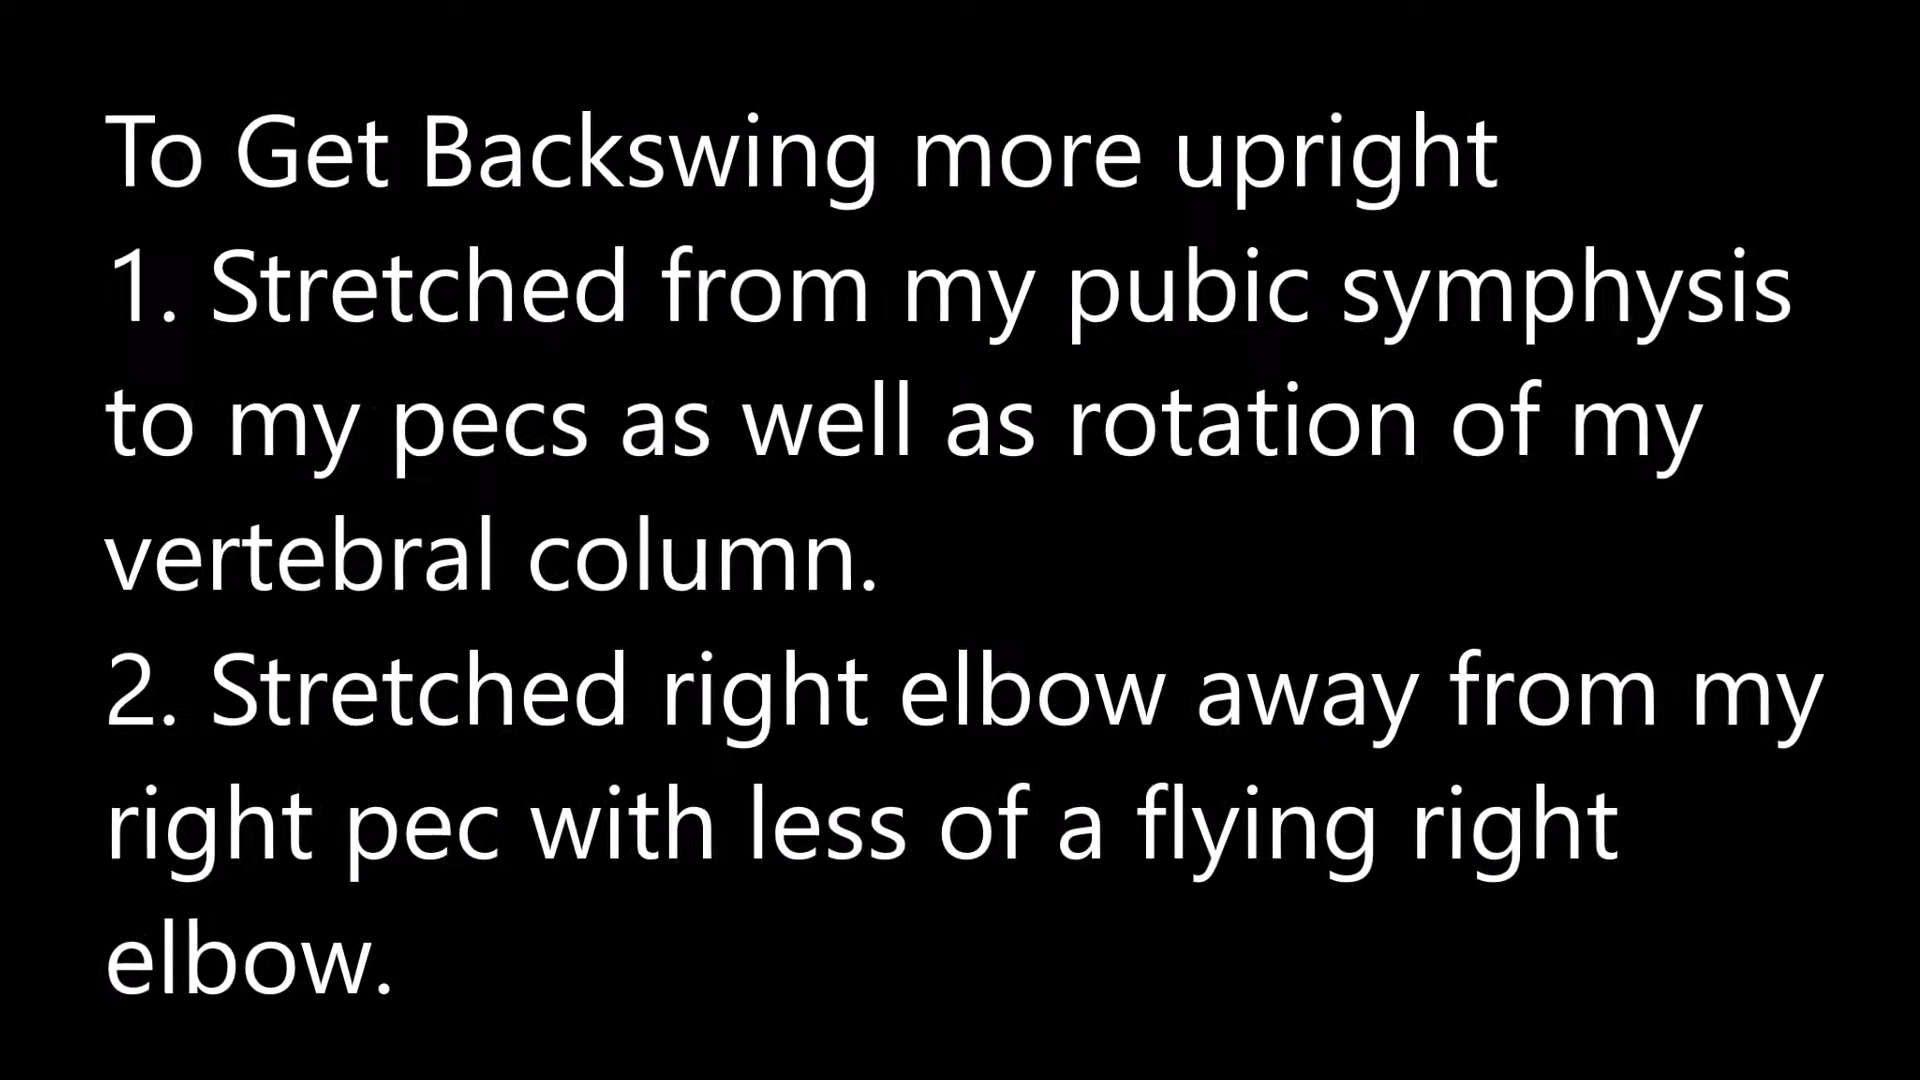 To Get Backswing more upright
1. Stretched from my pubic symphysis
to my pecs as well as rotation of my
vertebral column.
2. Stretched right elbow away from my
right pec with less of a flying right
elbow.